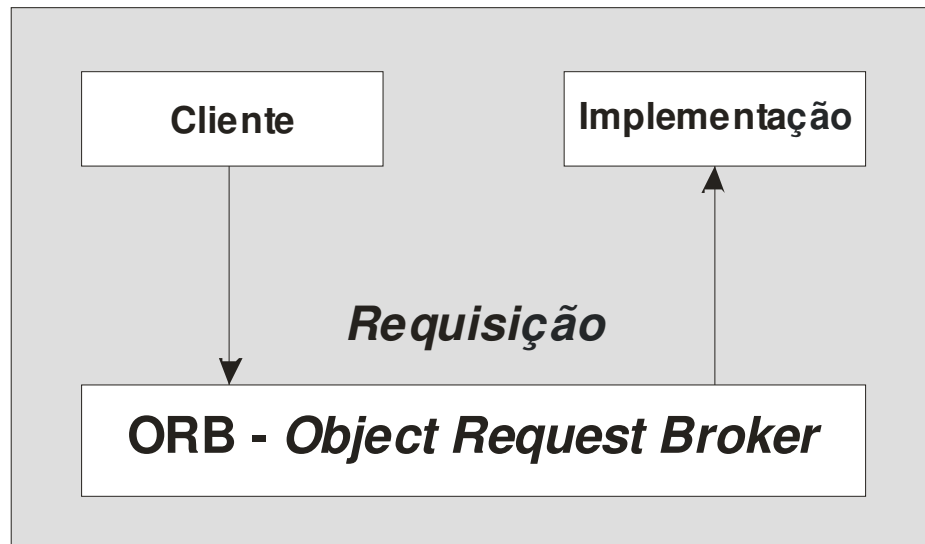 Cliente
Implementação
Requisição
ORB - Object Request Broker